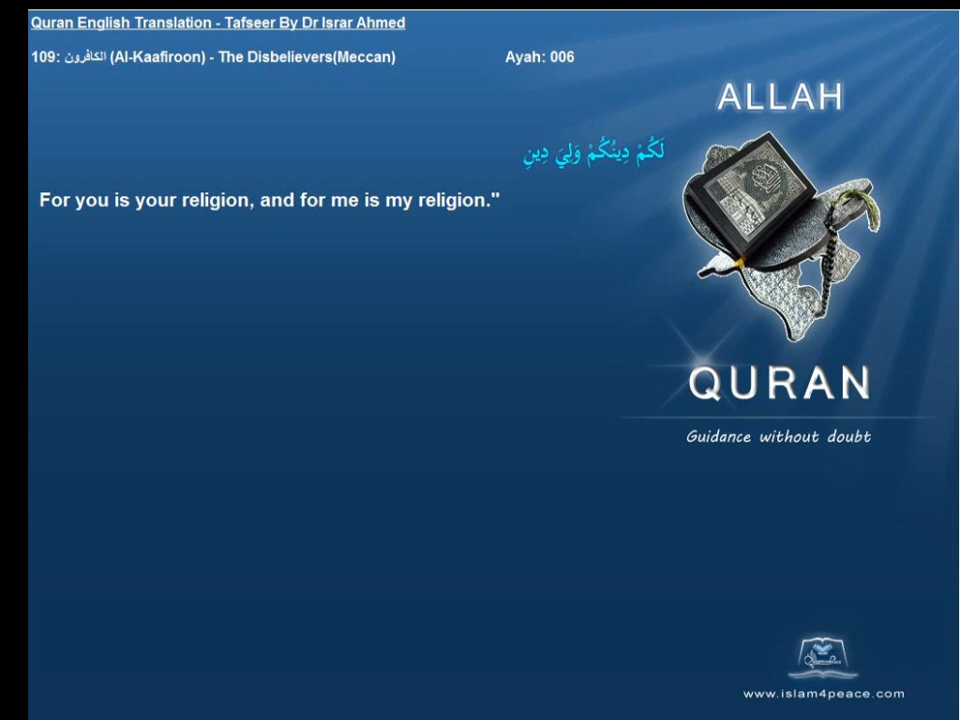 Quran English Translation - Tafseer By Dr Israr Ahmed
109: الكافرون (Al-Kaafiroon) - The Disbelievers(Meccan) Ayah: 006
ALLAH
لَكُمْ دِينُكُمْ وَلِيَ دِينِ
For you is your religion, and for me is my religion."
QURAN
Guidance without doubt
www.islam4peace.com